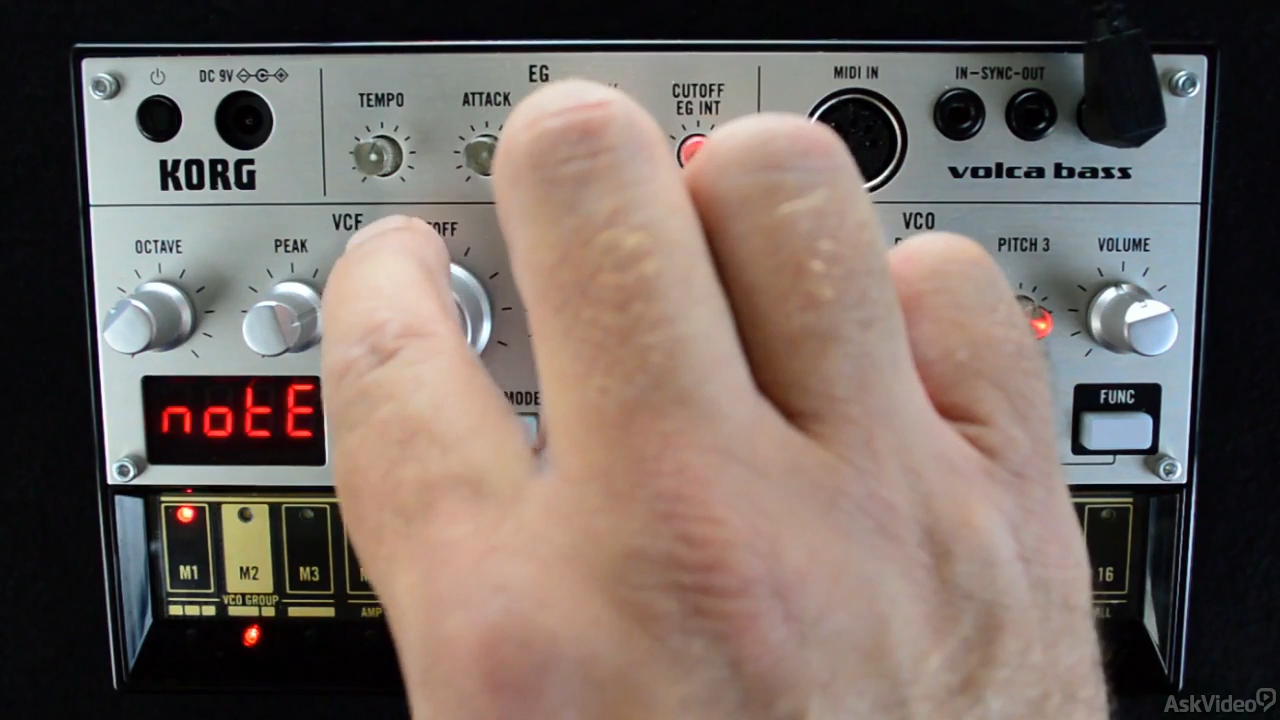 DC 9V
EG
TEMPO
ATTACK
CUTOFF
EG INT
MIDI IN
IN-SYNC-OUT
KORG
volca bass
VCF
VCO
OCTAVE
PEAK
PITCH 3
VOLUME
MODE
notE
FUNC
M1 M2 M3
16
VCO GROUP
AMP
AskVideo